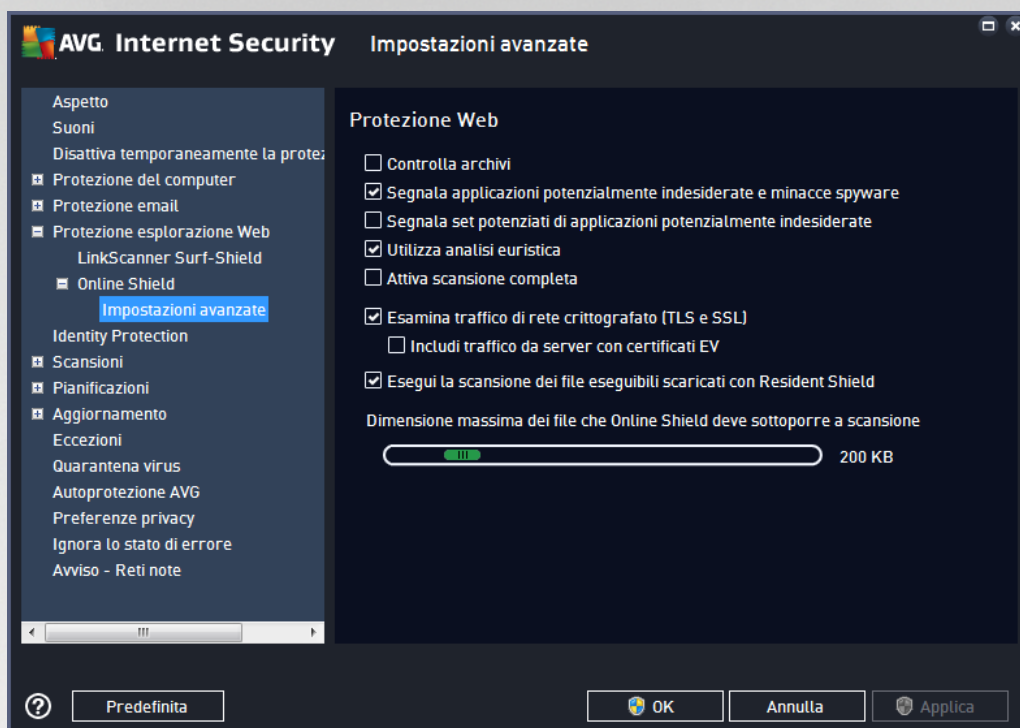 AVG. Internet Security
Impostazioni avanzate
Aspetto
Suoni
Disattiva temporaneamente la protez
Protezione del computer
Protezione email
Protezione esplorazione Web
LinkScanner Surf-Shield
Online Shield
Impostazioni avanzate
Identity Protection
Scansioni
Pianificazioni
Aggiornamento
Eccezioni
Quarantena virus
Autoprotezione AVG
Preferenze privacy
Ignora lo stato di errore
Avviso - Reti note
Protezione Web
Controlla archivi
Segnala applicazioni potenzialmente indesiderate e minacce spyware
Segnala set potenziati di applicazioni potenzialmente indesiderate
Utilizza analisi euristica
Attiva scansione completa
Esamina traffico di rete crittografato (TLS e SSL)
Includi traffico da server con certificati EV
Esegui la scansione dei file eseguibili scaricati con Resident Shield
Dimensione massima dei file che Online Shield deve sottoporre a scansione
200 KB
?
Predefinita
OK
Annulla
Applica